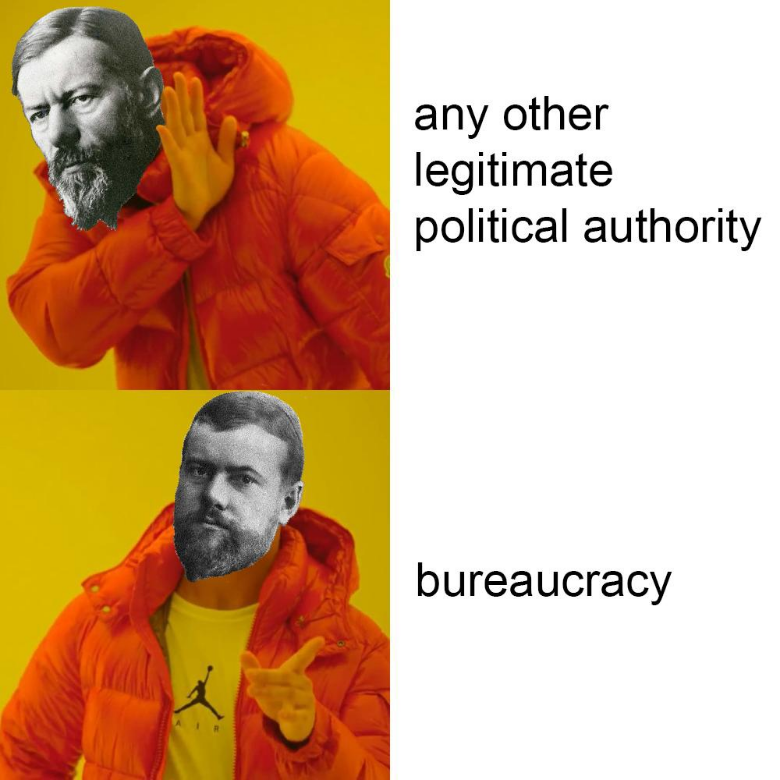 any other
legitimate
political authority
bureaucracy
A I R